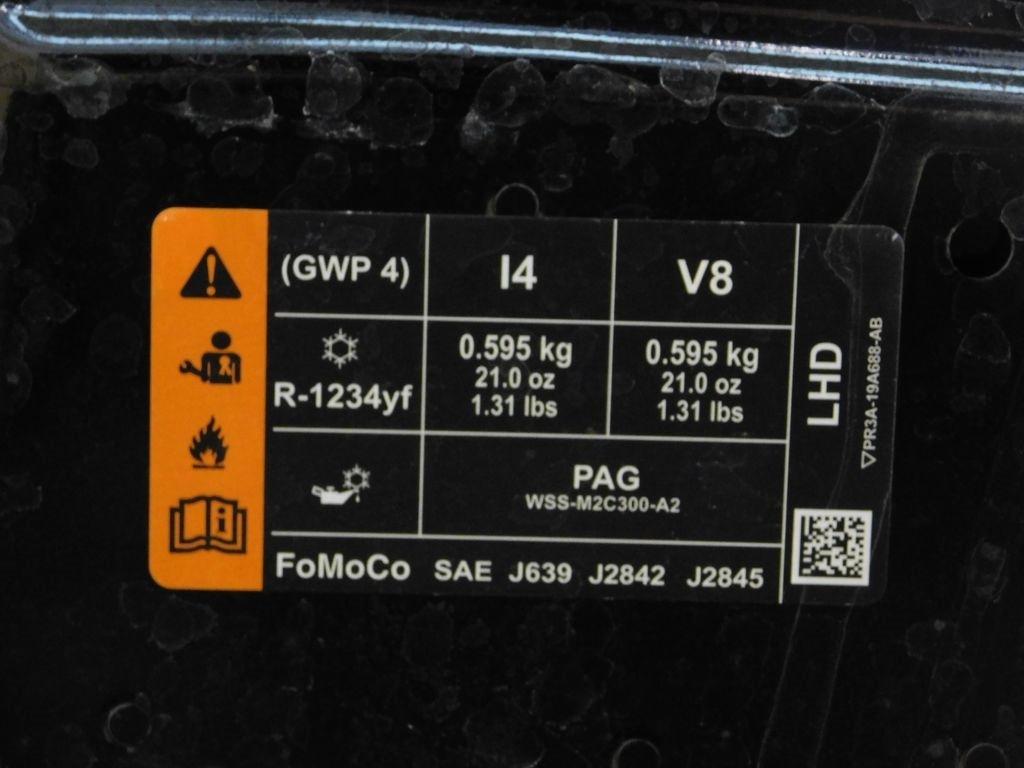 (GWP 4) I4 V8
R-1234yf
0.595 kg
21.0 oz
1.31 lbs
0.595 kg
21.0 oz
1.31 lbs
PAG
WSS-M2C300-A2
FoMoCo SAE J639 J2842 J2845
LHD
PR3A-19A688-AB